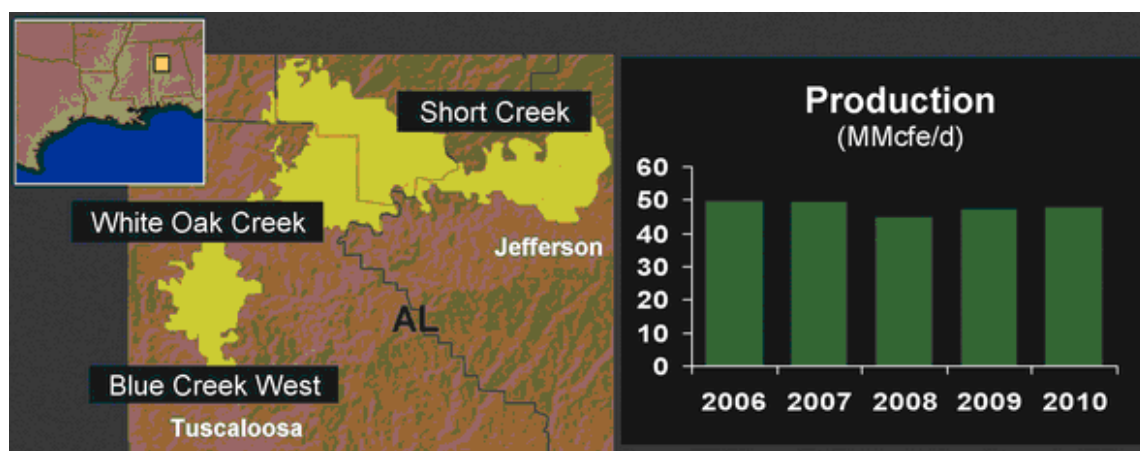 Short Creek
White Oak Creek
Jefferson
AL
Blue Creek West
Tuscaloosa
Production
(MMcfe/d)
60
50
40
30
20
10
0
2006 2007 2008 2009 2010